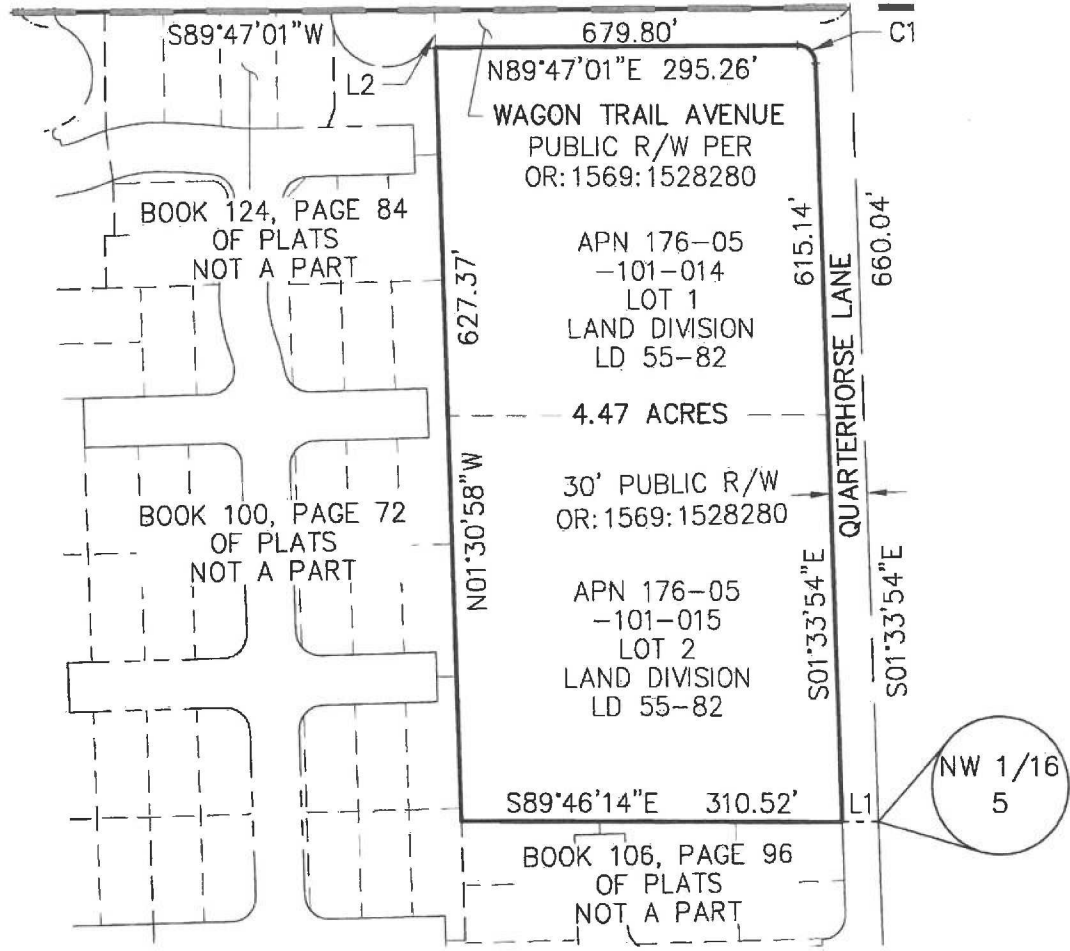 S89°47'01"W
679.80'
C1
L2
N89°47'01"E 295.26'
WAGON TRAIL AVENUE
PUBLIC R/W PER
OR:1569:1528280
BOOK 124, PAGE 84
OF PLATS
NOT A PART
APN 176-05
-101-014
LOT 1
LAND DIVISION
LD 55-82
627.37'
615.14'
660.04'
QUARTERHORSE LANE
4.47 ACRES
30' PUBLIC R/W
OR:1569:1528280
BOOK 100, PAGE 72
OF PLATS
NOT A PART
N01°30'58"W
S01°33'54"E
S01°33'54"E
APN 176-05
-101-015
LOT 2
LAND DIVISION
LD 55-82
NW 1/16
5
S89°46'14"E 310.52'
L1
BOOK 106, PAGE 96
OF PLATS
NOT A PART